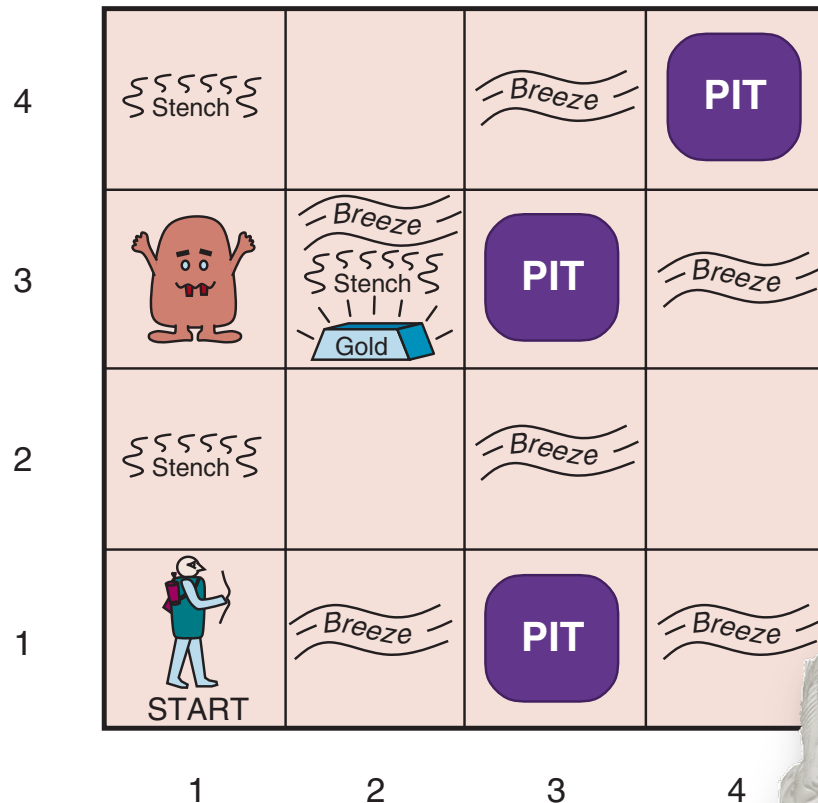 4
Stench
Breeze
PIT
3
Breeze
Stench
Gold
PIT
Breeze
2
Stench
Breeze
1
START
Breeze
PIT
Breeze
1 2 3 4